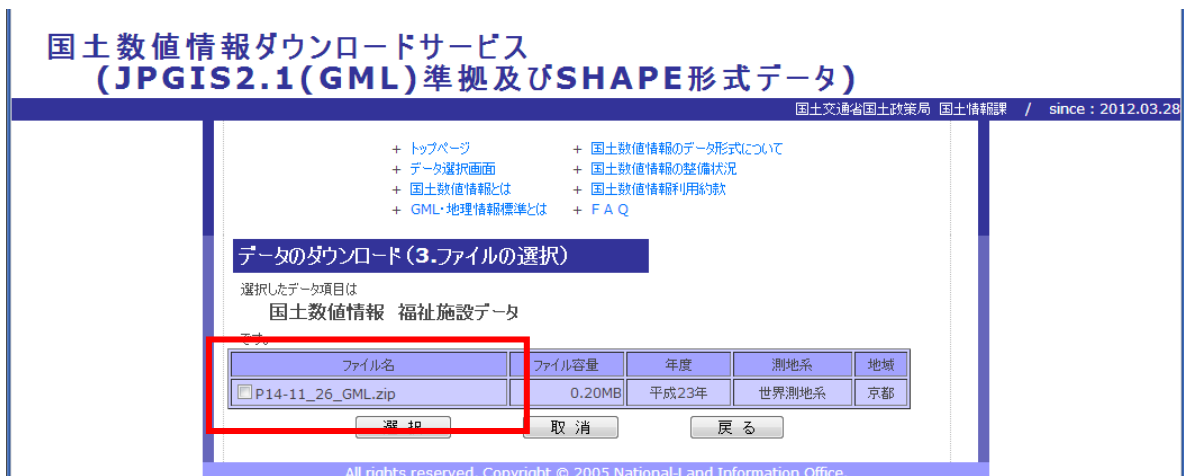 国土数値情報ダウンロードサービス
(JPGIS2.1(GML)準拠及びSHAPE形式データ)
国土交通省国土政策局 国土情報課 / since : 2012.03.28
+ トップページ + 国土数値情報のデータ形式について
+ データ選択画面 + 国土数値情報の整備状況
+ 国土数値情報とは + 国土数値情報利用約款
+ GML・地理情報標準とは + FAQ
データのダウンロード(3.ファイルの選択)
選択したデータ項目は
国土数値情報 福祉施設データ
です。
ファイル名 ファイル容量 年度 測地系 地域
P14-11_26_GML.zip 0.20MB 平成23年 世界測地系 京都
選択 取消 戻る
All rights reserved. Copyright © 2005 National-Land Information Office